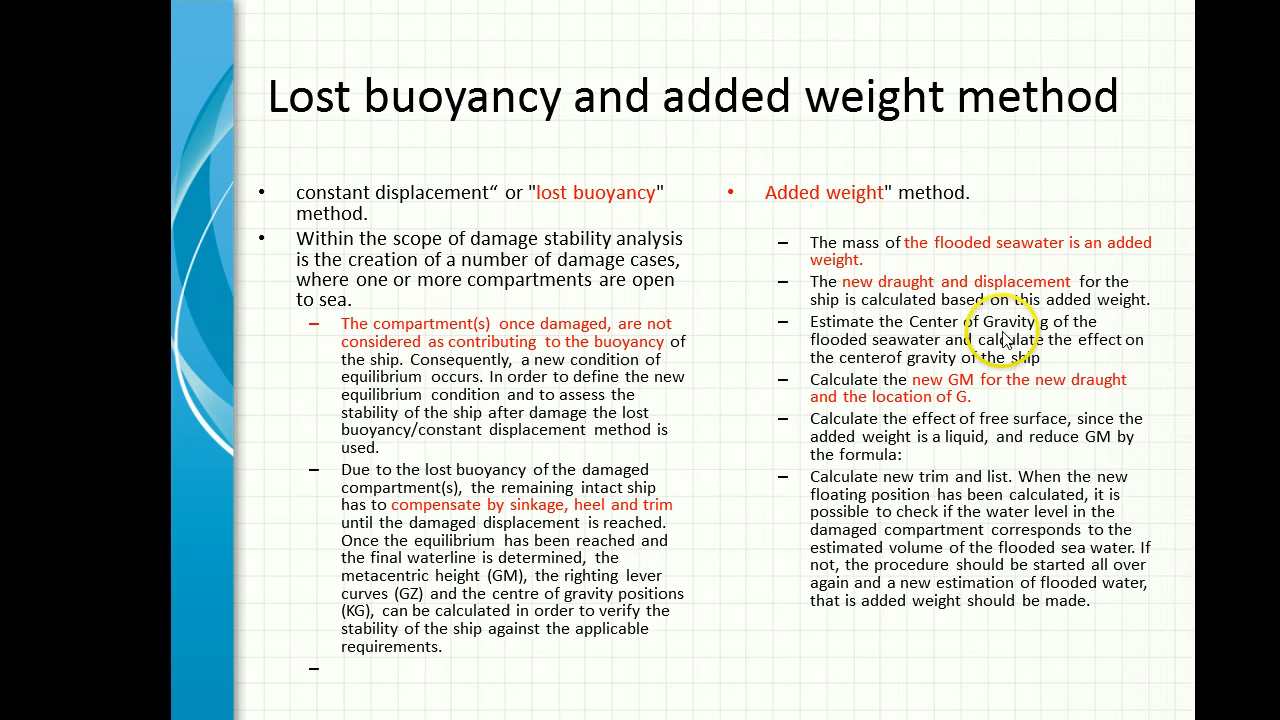 Lost buoyancy and added weight method
• constant displacement“ or "lost buoyancy"
method.
• Within the scope of damage stability analysis
is the creation of a number of damage cases,
where one or more compartments are open
to sea.
– The compartment(s) once damaged, are not
considered as contributing to the buoyancy of
the ship. Consequently, a new condition of
equilibrium occurs. In order to define the new
equilibrium condition and to assess the
stability of the ship after damage the lost
buoyancy/constant displacement method is
used.
– Due to the lost buoyancy of the damaged
compartment(s), the remaining intact ship
has to compensate by sinkage, heel and trim
until the damaged displacement is reached.
Once the equilibrium has been reached and
the final waterline is determined, the
metacentric height (GM), the righting lever
curves (GZ) and the centre of gravity positions
(KG), can be calculated in order to verify the
stability of the ship against the applicable
requirements.
–
• Added weight" method.
– The mass of the flooded seawater is an added
weight.
– The new draught and displacement for the
ship is calculated based on this added weight.
– Estimate the Center of Gravity g of the
flooded seawater and calculate the effect on
the centerof gravity of the ship
– Calculate the new GM for the new draught
and the location of G.
– Calculate the effect of free surface, since the
added weight is a liquid, and reduce GM by
the formula:
– Calculate new trim and list. When the new
floating position has been calculated, it is
possible to check if the water level in the
damaged compartment corresponds to the
estimated volume of the flooded sea water. If
not, the procedure should be started all over
again and a new estimation of flooded water,
that is added weight should be made.